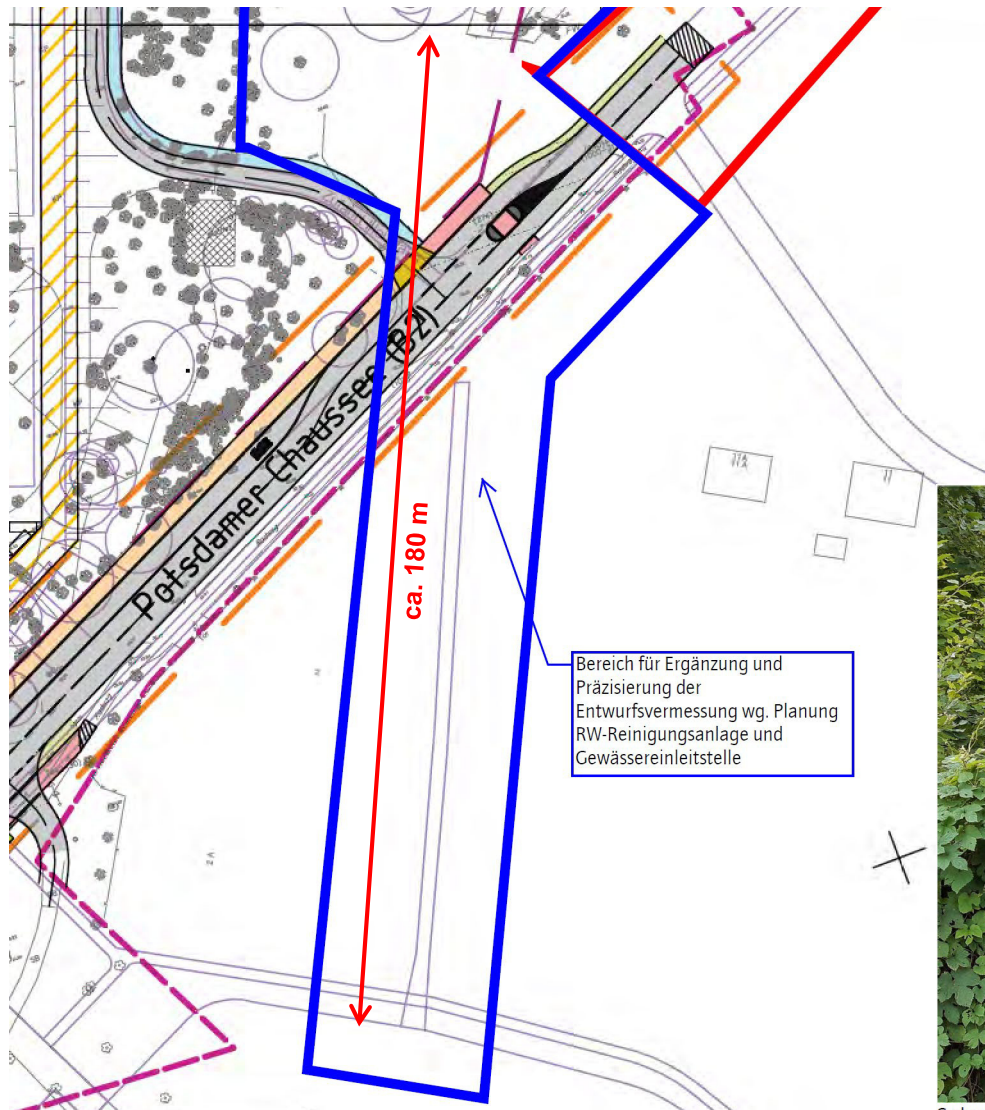 Potsdamer Chaussee (B2)
ca. 180 m
Bereich für Ergänzung und
Präzisierung der
Entwurfsvermessung wg. Planung
RW-Reinigungsanlage und
Gewässereinleitstelle